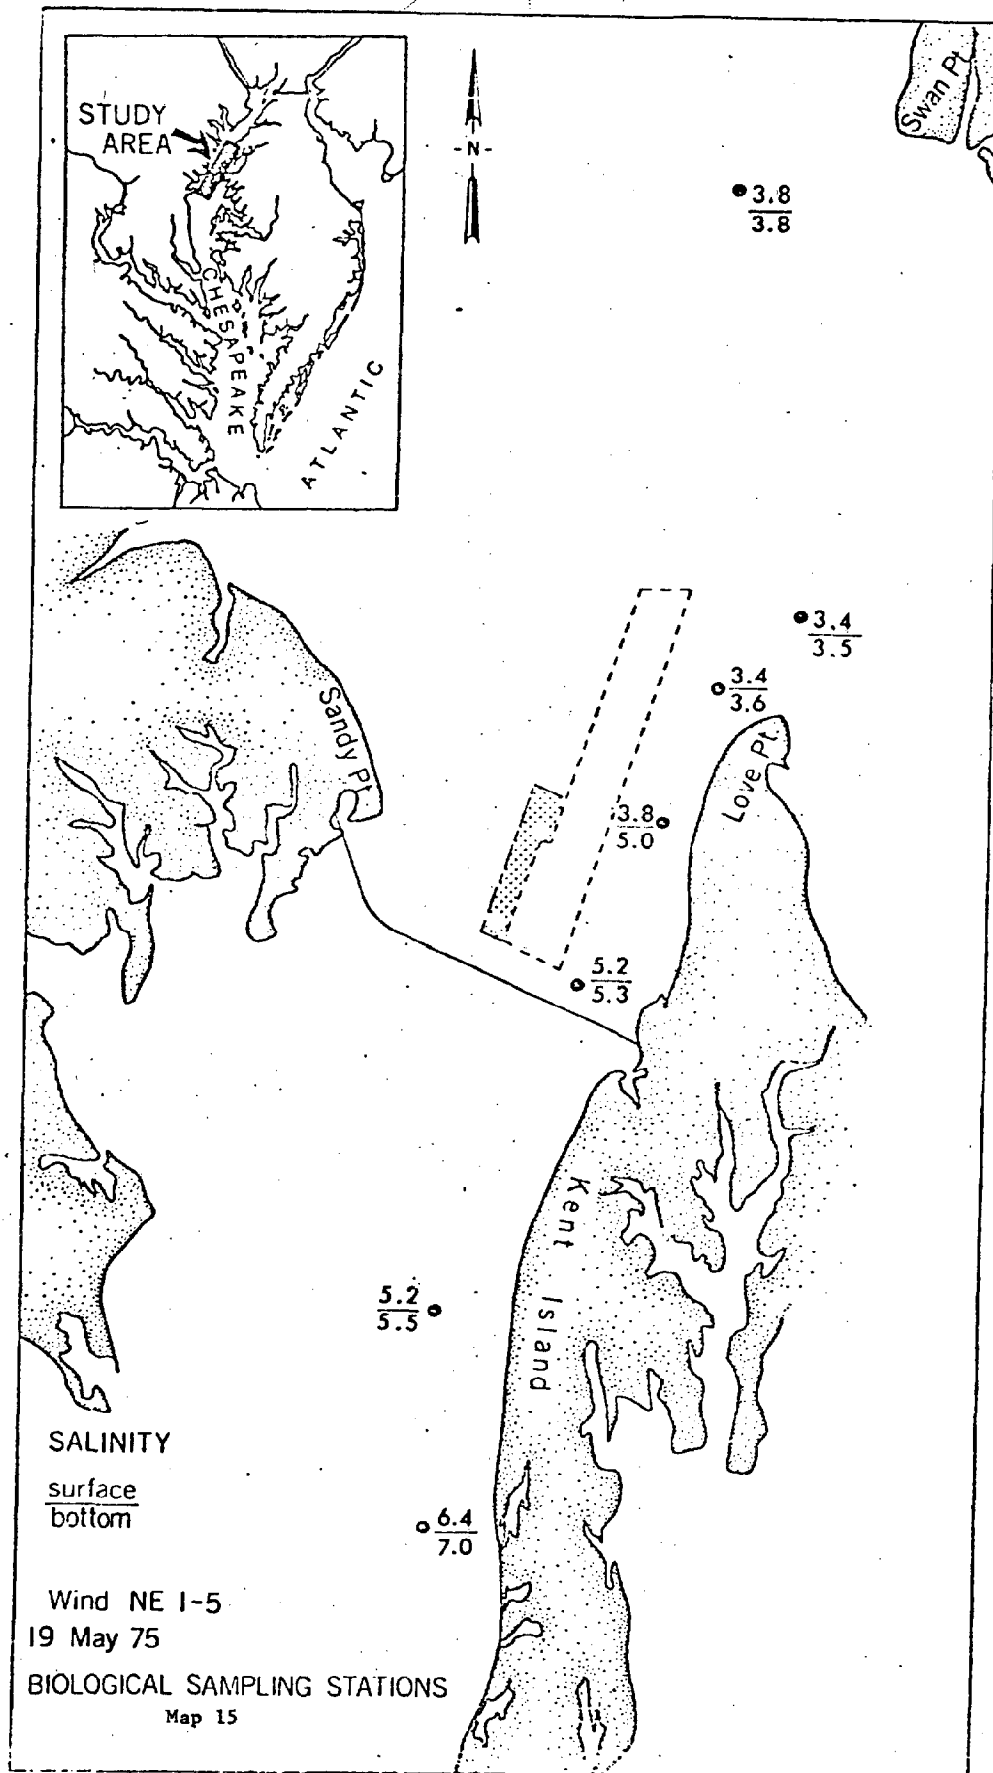 STUDY
AREA
CHESAPEAKE
ATLANTIC
-N-
Swan Pt
3.8
3.8
3.4
3.5
3.4
3.6
Sandy Pt
Love Pt
3.8
5.0
5.2
5.3
Kent Island
5.2
5.5
SALINITY
surface
bottom
6.4
7.0
Wind NE 1-5
19 May 75
BIOLOGICAL SAMPLING STATIONS
Map 15